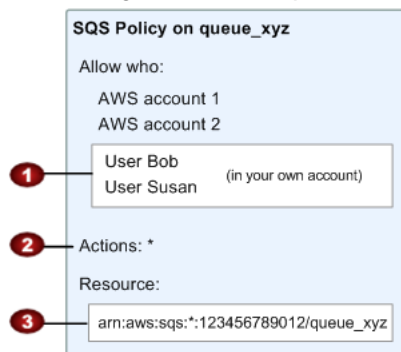 SQS Policy on queue_xyz
Allow who:
AWS account 1
AWS account 2
1
User Bob
User Susan
(in your own account)
2
Actions: *
Resource:
3
arn:aws:sqs:*:123456789012/queue_xyz